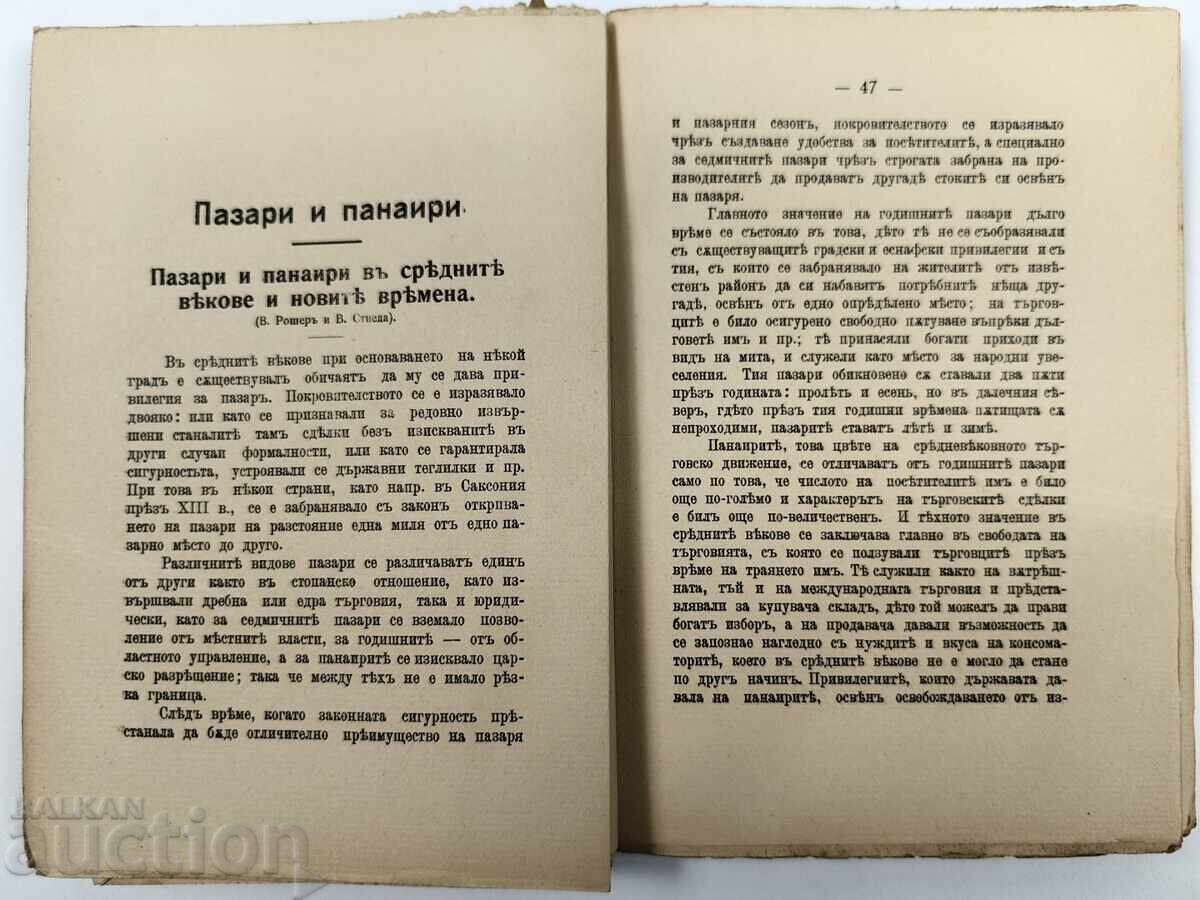 Пазари и панаири.
Пазари и панаири въ срѣднитѣ
вѣкове и новитѣ врѣмена.
(В. Рошеръ и В. Стиеда).
Въ срѣднитѣ вѣкове при основаването на нѣкой
градъ е сѫществувалъ обичаятъ да му се дава при-
вилегия за пазаръ. Покровителството се е изразявало
двояко: или като се признавали за редовно извър-
шени станалитѣ тамъ сдѣлки безъ изискванитѣ въ
други случаи формалности, или като се гарантирала
сигурностьта, устроявали се държавни теглилки и пр.
При това въ нѣкои страни, като напр. въ Саксония
прѣзъ XIII в., се е забранявало съ законъ открива-
нето на пазари на разстояние една миля отъ едно па-
зарно мѣсто до друго.
Различнитѣ видове пазари се различаватъ единъ
отъ други както въ стопанско отношение, като из-
вършвали дребна или едра търговия, така и юриди-
чески, като за седмичнитѣ пазари се вземало позво-
ление отъ мѣстнитѣ власти, за годишнитѣ — отъ об-
ластното управление, а за панаиритѣ се изисквало цар-
ско разрѣщение; така че между тѣхъ не е имало рѣз-
ка граница.
Слѣдъ врѣме, когато законната сигурность прѣ-
станала да бѫде отличително прѣимущество на пазаря
— 47 —
и пазарния сезонъ, покровителството се изразявало
чрѣзъ създаване удобства за посѣтителитѣ, а специално
за седмичнитѣ пазари чрѣзъ строгата забрана на про-
изводителитѣ да продаватъ другадѣ стокитѣ си освѣнъ
на пазаря.
Главното значение на годишнитѣ пазари дълго
врѣме се състояло въ това, дѣто тѣ не се съобразявали
съ сѫществуващитѣ градски и еснафски привилегии и съ
тия, съ които се забранявало на жителитѣ отъ извѣ-
стенъ районъ да си набавятъ потрѣбнитѣ нѣща дру-
гадѣ, освѣнъ отъ едно опрѣдѣлено мѣсто; на търгов-
цитѣ е било осигурено свободно пѫтуване въпрѣки дъл-
говетѣ имъ и пр.; тѣ принасяли богати приходи въ
видъ на мита, и служели като мѣсто за народни уве-
селения. Тия пазари обикновено сѫ ставали два пѫти
прѣзъ годината: пролѣть и есень, но въ далечния сѣ-
веръ, гдѣто прѣзъ тия годишни врѣмена пѫтищата сѫ
непроходими, пазаритѣ ставатъ лѣтѣ и зимѣ.
Панаиритѣ, това цвѣте на срѣдневѣковното тър-
говско движение, се отличаватъ отъ годишнитѣ пазари
само по това, че числото на посѣтителитѣ имъ е било
още по-голѣмо и характерътъ на търговскитѣ сдѣлки
е билъ още по-величественъ. И тѣхното значение въ
срѣднитѣ вѣкове се заключава главно въ свободата на
търговията, съ която се ползували търговцитѣ прѣзъ
време на траянето имъ. Тѣ служили както на вѫтрѣш-
ната, тъй и на международната търговия и прѣдста-
влявали за купувача складъ, дѣто той можелъ да прави
богатъ изборъ, а на продавача давали възможность да
се запознае нагледно съ нуждитѣ и вкуса на консома-
торитѣ, което въ срѣднитѣ вѣкове не е могло да стане
по другъ начинъ. Привилегиитѣ, които държавата да-
вала на панаиритѣ, освѣнъ освобождаването отъ из-
BALKAN
auction